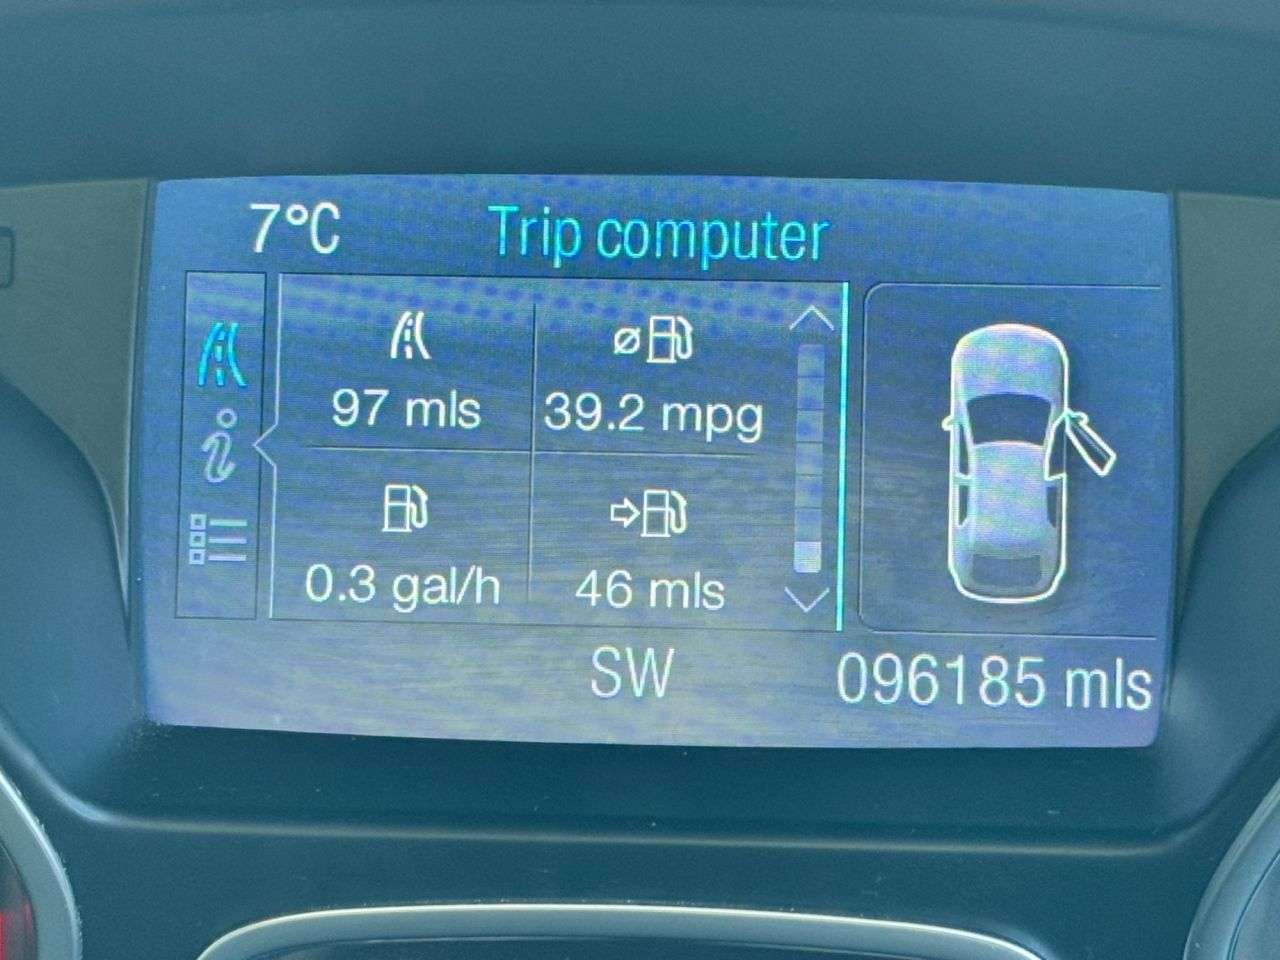 7°C Trip computer
97 mls 39.2 mpg
0.3 gal/h 46 mls
SW 096185 mls